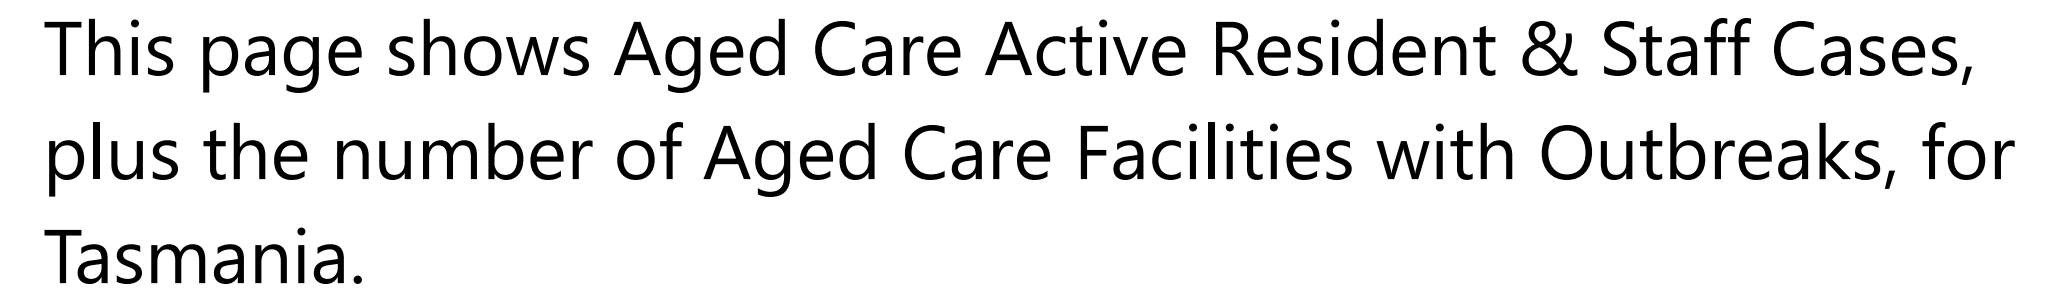 This page shows Aged Care Active Resident & Staff Cases,
plus the number of Aged Care Facilities with Outbreaks, for
Tasmania.